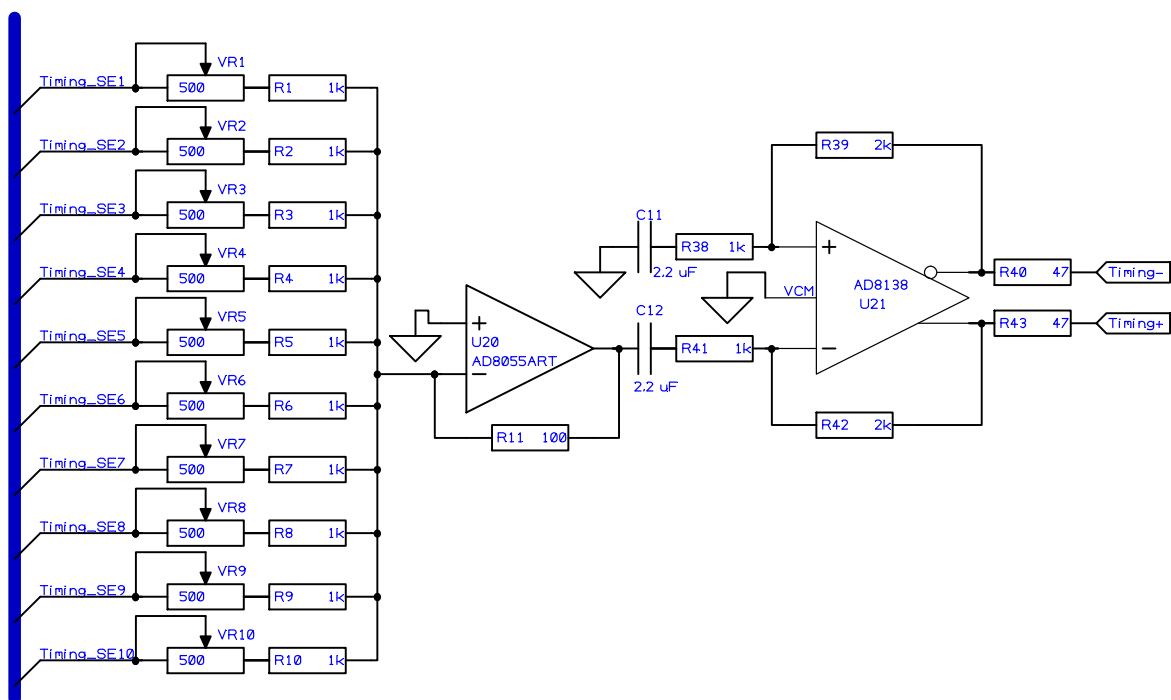 VR1
Timing_SE1
500
R1 1k
VR2
Timing_SE2
500
R2 1k
VR3
Timing_SE3
500
R3 1k
VR4
Timing_SE4
500
R4 1k
VR5
Timing_SE5
500
R5 1k
VR6
Timing_SE6
500
R6 1k
VR7
Timing_SE7
500
R7 1k
VR8
Timing_SE8
500
R8 1k
VR9
Timing_SE9
500
R9 1k
VR10
Timing_SE10
500
R10 1k
+
U20
AD8055ART
−
R11 100
C11
2.2 uF
R38 1k
C12
2.2 uF
R41 1k
R39 2k
+
VCM
AD8138
U21
−
R42 2k
R40 47
Timing-
R43 47
Timing+